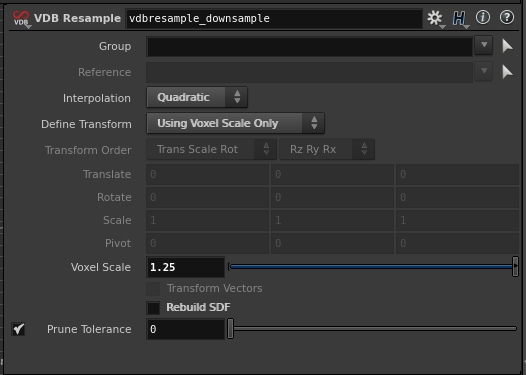 VDB Resample vdbresample_downsample
Group
Reference
Interpolation Quadratic
Define Transform Using Voxel Scale Only
Transform Order Trans Scale Rot Rz Ry Rx
Translate 0 0 0
Rotate 0 0 0
Scale 1 1 1
Pivot 0 0 0
Voxel Scale 1.25
Transform Vectors
Rebuild SDF
Prune Tolerance 0